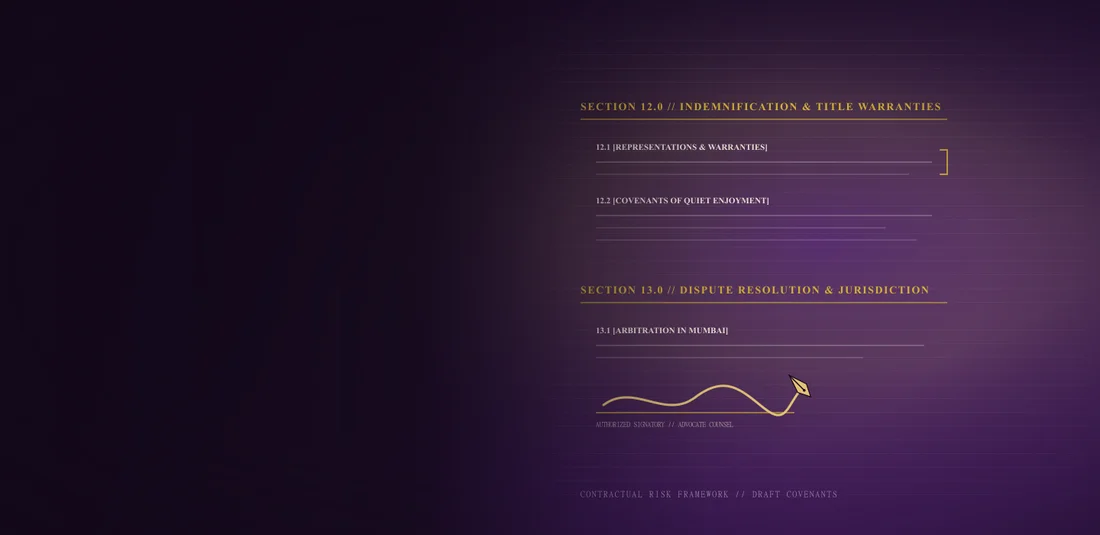 SECTION 12.0 // INDEMNIFICATION & TITLE WARRANTIES
12.1 [REPRESENTATIONS & WARRANTIES]
12.2 [COVENANTS OF QUIET ENJOYMENT]
SECTION 13.0 // DISPUTE RESOLUTION & JURISDICTION
13.1 [ARBITRATION IN MUMBAI]
AUTHORIZED SIGNATORY // ADVOCATE COUNSEL
CONTRACTUAL RISK FRAMEWORK // DRAFT COVENANTS